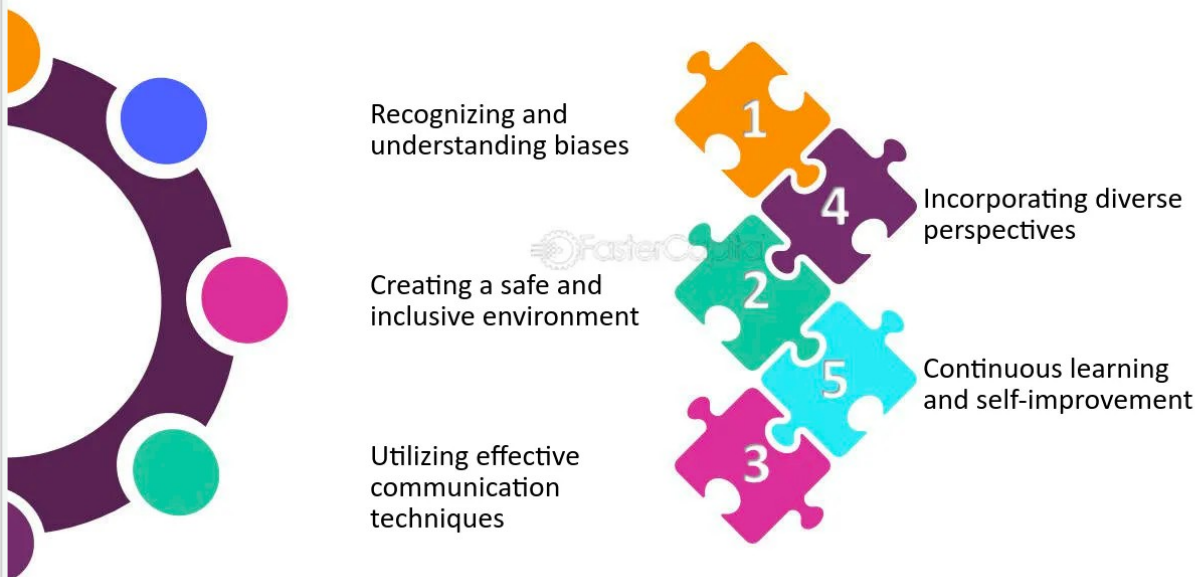 Recognizing and
understanding biases
1
4
Incorporating diverse
perspectives
FasterCapital
Creating a safe and
inclusive environment
2
5
Continuous learning
and self-improvement
Utilizing effective
communication
techniques
3